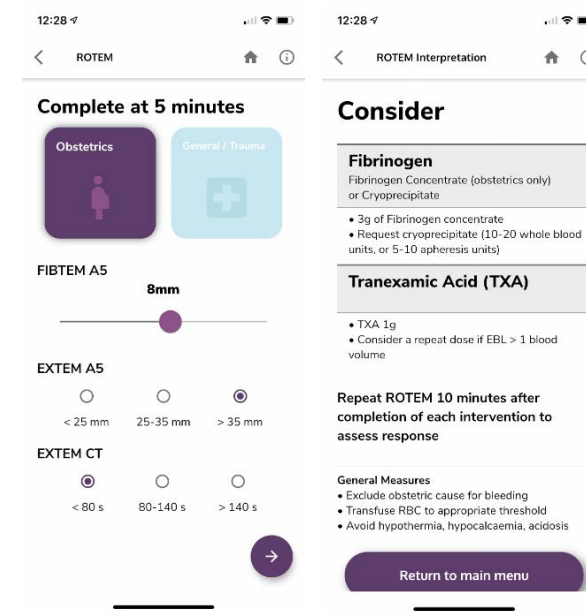 12:28
ROTEM
Complete at 5 minutes
Obstetrics
General / Trauma
FIBTEM A5
8mm
EXTEM A5
< 25 mm
25-35 mm
> 35 mm
EXTEM CT
< 80 s
80-140 s
> 140 s
12:28
ROTEM Interpretation
Consider
Fibrinogen
Fibrinogen Concentrate (obstetrics only)
or Cryoprecipitate
• 3g of Fibrinogen concentrate
• Request cryoprecipitate (10-20 whole blood
units, or 5-10 apheresis units)
Tranexamic Acid (TXA)
• TXA 1g
• Consider a repeat dose if EBL > 1 blood
volume
Repeat ROTEM 10 minutes after
completion of each intervention to
assess response
General Measures
• Exclude obstetric cause for bleeding
• Transfuse RBC to appropriate threshold
• Avoid hypothermia, hypocalcaemia, acidosis
Return to main menu